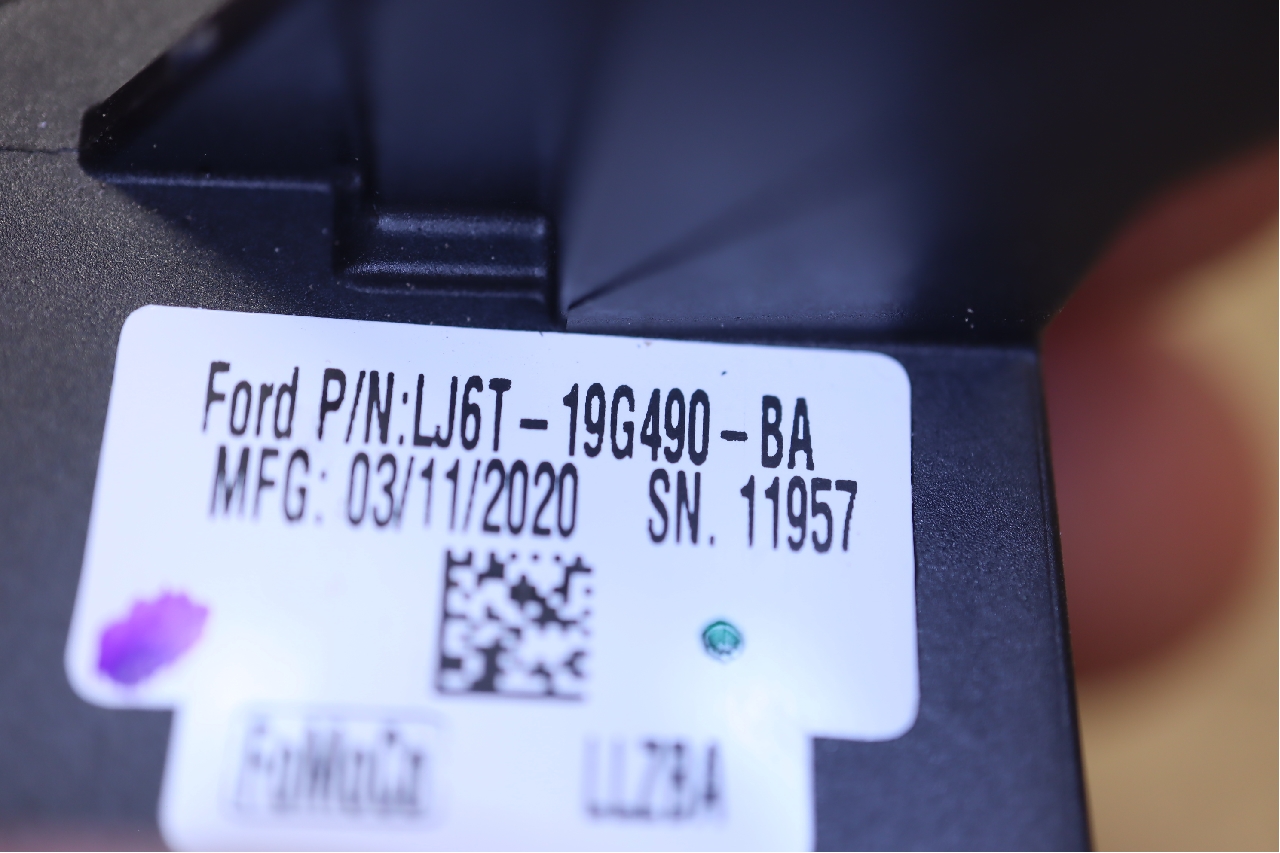 Ford P/N:LJ6T-19G490-BA
MFG: 03/11/2020 SN. 11957
FoMoCo LLZBA